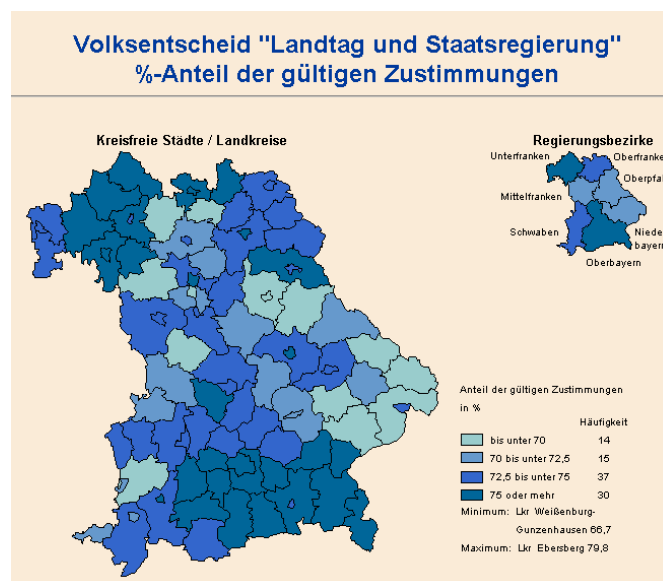 Volksentscheid "Landtag und Staatsregierung"
%-Anteil der gültigen Zustimmungen
Kreisfreie Städte / Landkreise
Regierungsbezirke
Unterfranken
Oberfranke
Oberpfal
Mittelfranken
Schwaben
Niede
bayern
Oberbayern
Anteil der gültigen Zustimmungen
in %
Häufigkeit
bis unter 70 14
70 bis unter 72,5 15
72,5 bis unter 75 37
75 oder mehr 30
Minimum: Lkr Weißenburg-
Gunzenhausen 66,7
Maximum: Lkr Ebersberg 79,8